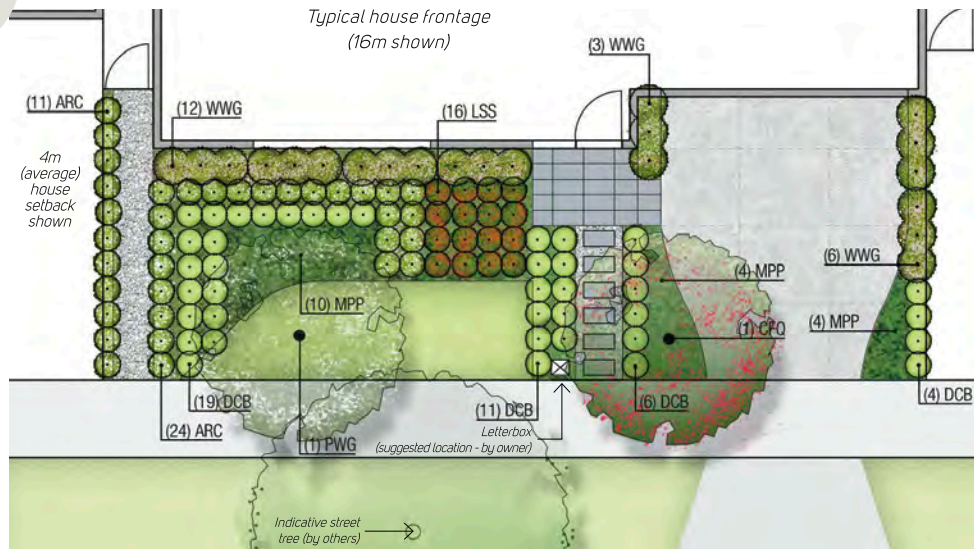 Typical house frontage
(16m shown)
(3) WWG
(11) ARC
(12) WWG
(16) LSS
4m
(average)
house
setback
shown
(6) WWG
(4) MPP
(10) MPP
(1) CFQ
(4) MPP
(19) DCB
(11) DCB
(6) DCB
(4) DCB
(24) ARC
(1) PWG
Letterbox
(suggested location - by owner)
Indicative street
tree (by others)